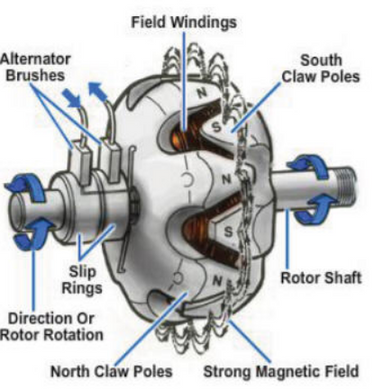 Field Windings
Alternator
Brushes
South
Claw Poles
N
S
N
S
N
Slip
Rings
Rotor Shaft
Direction Or
Rotor Rotation
North Claw Poles
Strong Magnetic Field